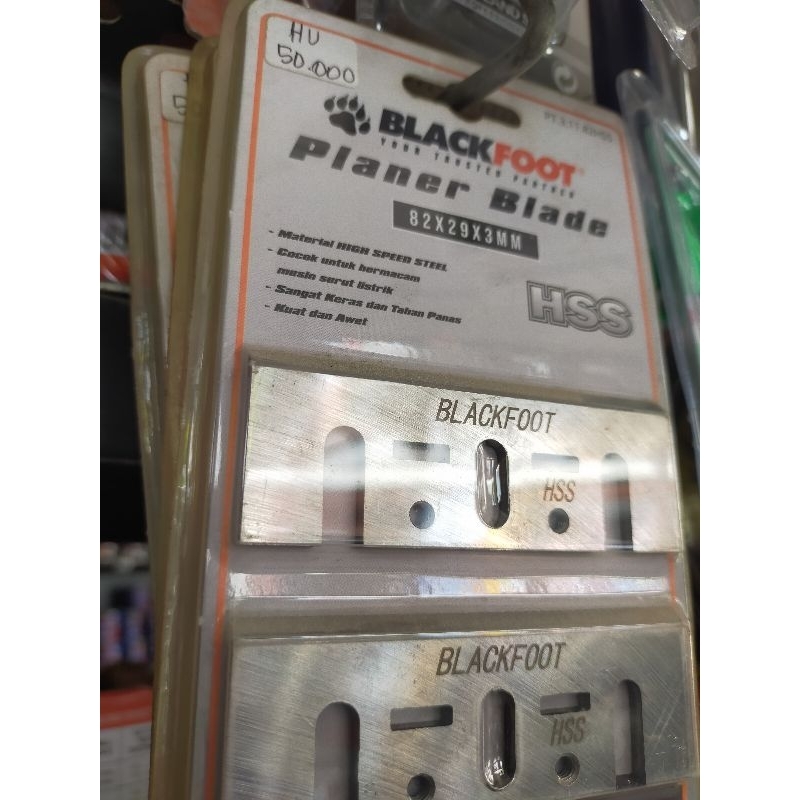 HU
50.000
BLACKFOOT
YOUR TRUSTED PARTNER
Planer Blade
82X29X3MM
- Material HIGH SPEED STEEL
- Cocok untuk bermacam
mesin serut listrik
- Sangat Keras dan Tahan Panas
- Kuat dan Awet
HSS
BLACKFOOT
HSS
BLACKFOOT
HSS